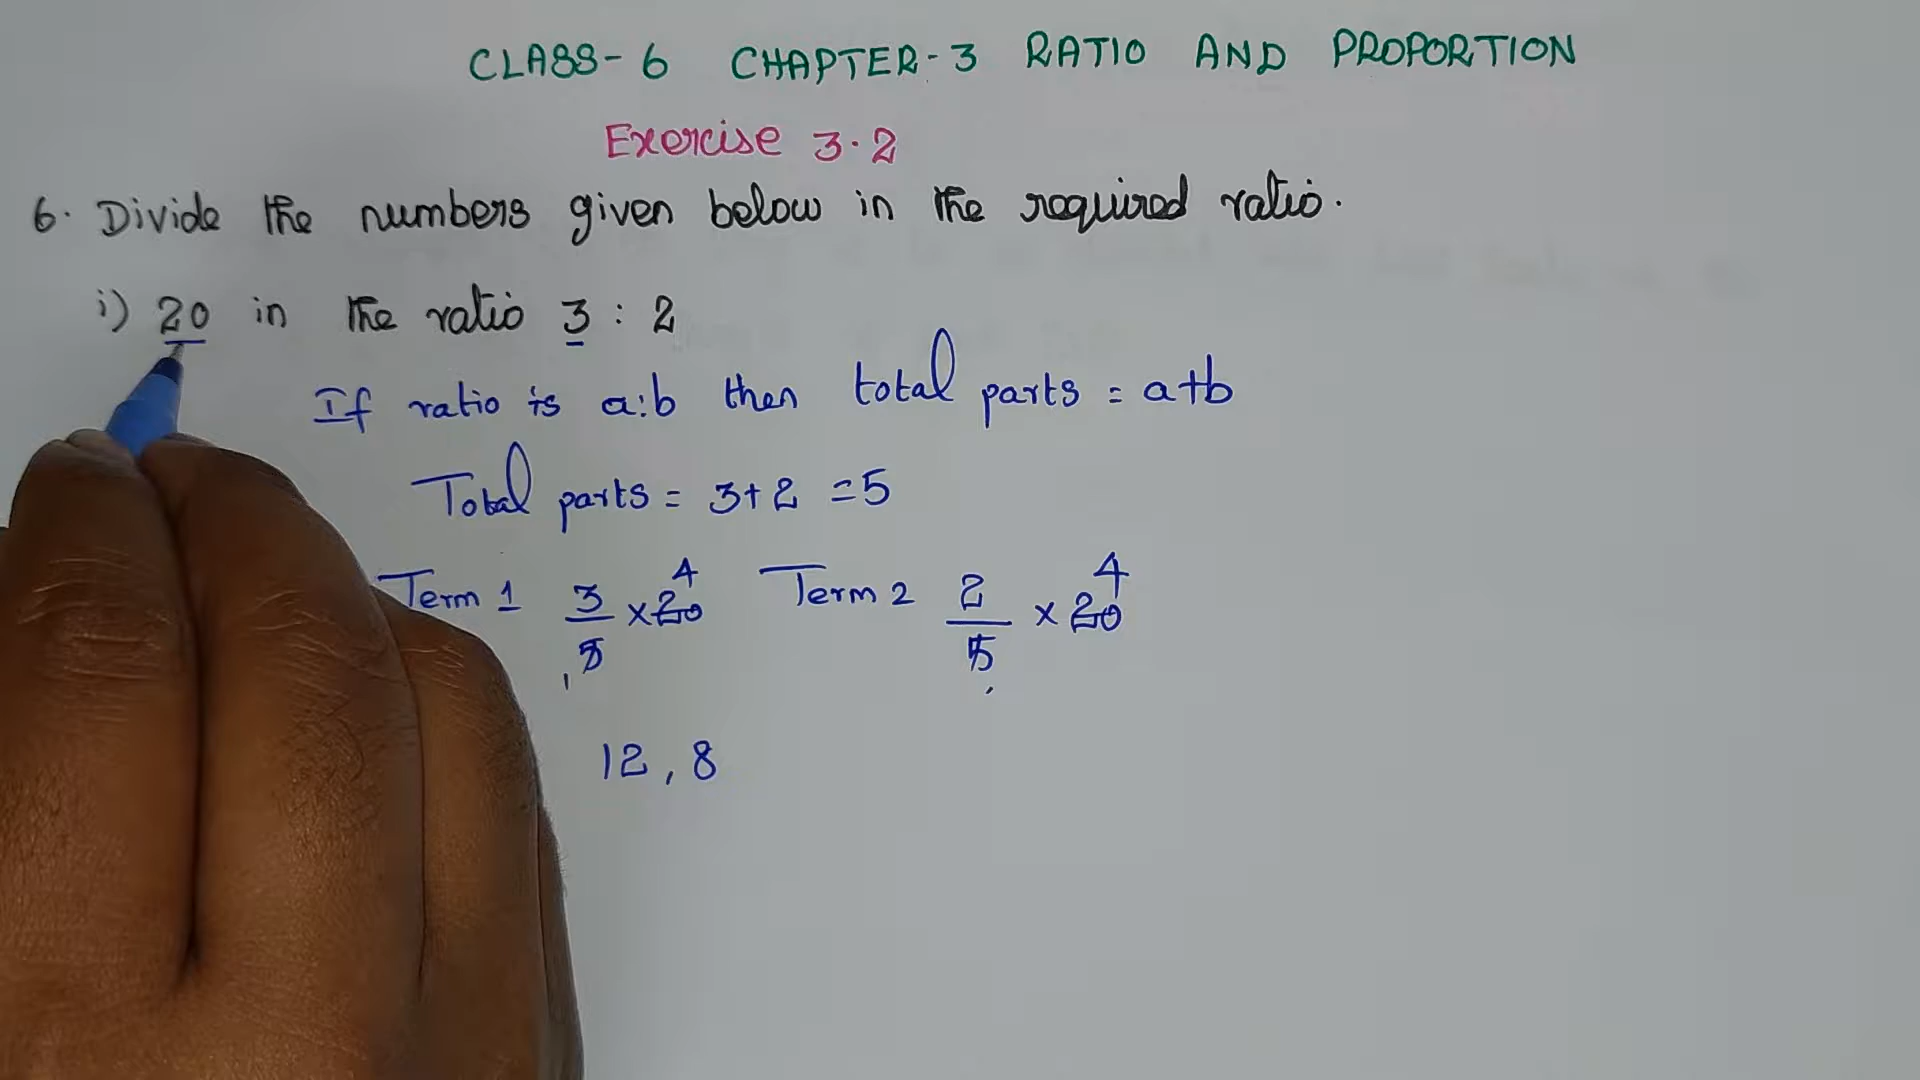 CLASS-6 CHAPTER-3 RATIO AND PROPORTION
Exercise 3.2
6. Divide the numbers given below in the required ratio.
i) 20 in the ratio 3 : 2
If ratio is a:b then total parts = a+b
Total parts = 3+2 =5
Term 1 3/5 ×20 4 Term 2 2/5 × 20 4
1
12, 8